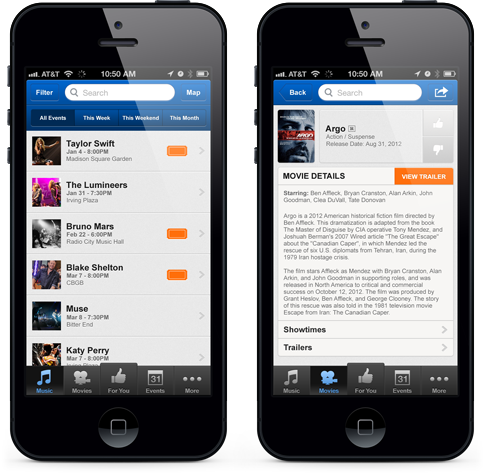 AT&T 10:50 AM
Filter Search Map
All Events This Week This Weekend This Month
Taylor Swift
Jan 4 - 8:00PM
Madison Square Garden
The Lumineers
Jan 31 - 7:30PM
Irving Plaza
Bruno Mars
Feb 22 - 6:00PM
Radio City Music Hall
Blake Shelton
Mar 7 - 8:00PM
CBGB
Muse
Mar 8 - 7:30PM
Bitter End
Katy Perry
Music Movies For You 31 Events More
AT&T 10:50 AM
Back Search
ARGO
Argo R
Action / Suspense
Release Date: Aug 31, 2012
MOVIE DETAILS VIEW TRAILER
Starring: Ben Affleck, Bryan Cranston, Alan Arkin, John
Goodman, Clea DuVall, Tate Donovan
Argo is a 2012 American historical fiction film directed by
Ben Affleck. This dramatization is adapted from the book
The Master of Disguise by CIA operative Tony Mendez, and
Joshuah Berman's 2007 Wired article "The Great Escape"
about the "Canadian Caper", in which Mendez led the
rescue of six U.S. diplomats from Tehran, Iran, during the
1979 Iran hostage crisis.
The film stars Affleck as Mendez with Bryan Cranston, Alan
Arkin, and John Goodman in supporting roles, and was
released in North America to critical and commercial
success on October 12, 2012. The film was produced by
Grant Heslov, Ben Affleck, and George Clooney. The story
of this rescue was also told in the 1981 television movie
Escape from Iran: The Canadian Caper.
Showtimes
Trailers
Music Movies For You 31 Events More